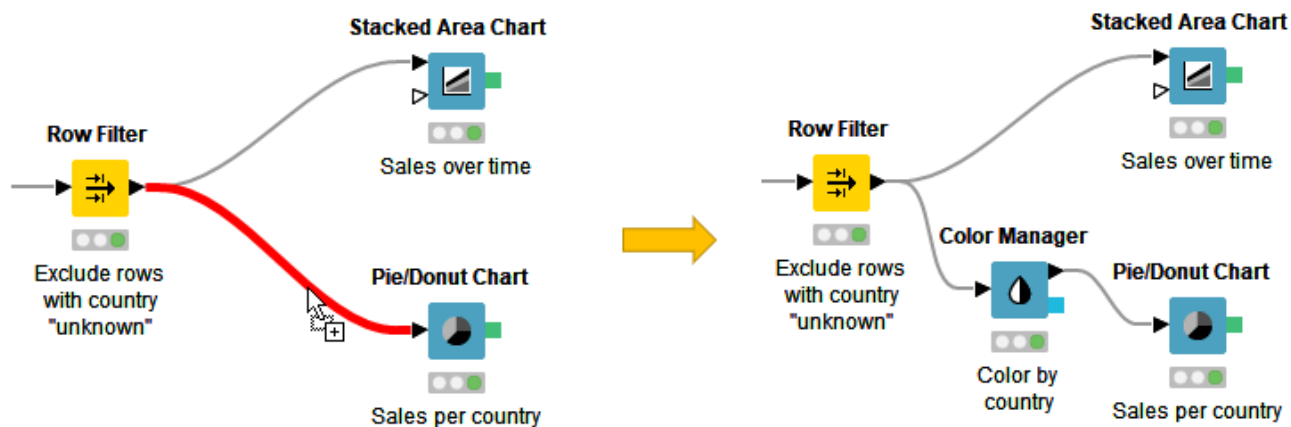 Stacked Area Chart
Sales over time
Row Filter
Exclude rows
with country
"unknown"
Pie/Donut Chart
Sales per country
Stacked Area Chart
Sales over time
Row Filter
Exclude rows
with country
"unknown"
Color Manager
Color by
country
Pie/Donut Chart
Sales per country